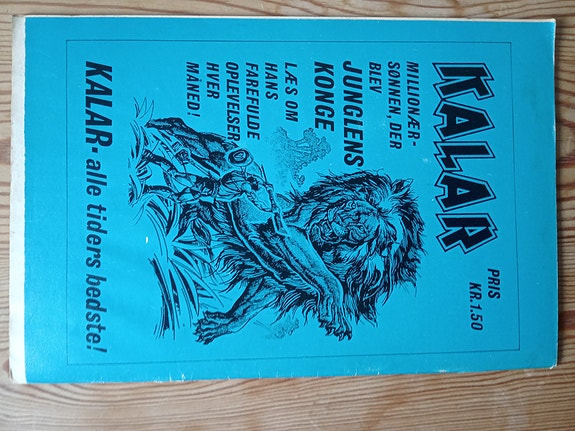 KALAR
PRIS
KR. 1.50
MILLIONÆR-
SØNNEN, DER
BLEV
JUNGLENS
KONGE
LÆS OM
HANS
FAREFULDE
OPLEVELSER
HVER
MÅNED!
KALAR- alle tiders bedste!